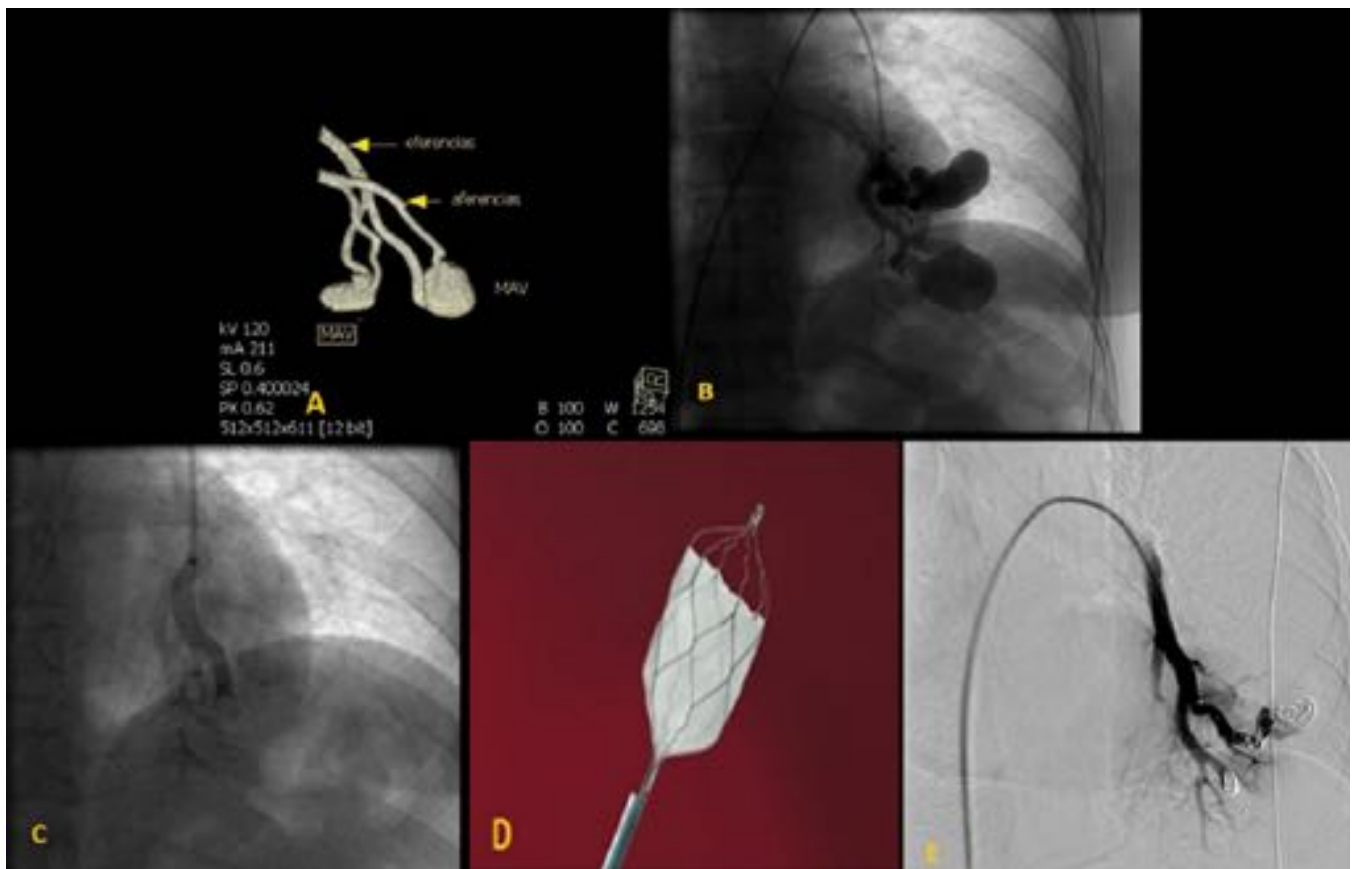 eferencias
aferencias
MAV
MAV
kV 120
mA 211
SL 0.6
SP 0.400024
PK 0.62
512x512x611 [12 bit]
A
B 100 W 1254
O 100 C 698
B
C
D
E